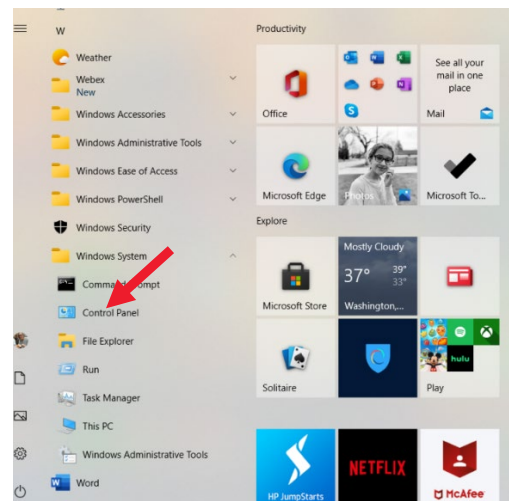 W
Weather
Webex
New
Windows Accessories
Windows Administrative Tools
Windows Ease of Access
Windows PowerShell
Windows Security
Windows System
Command Prompt
Control Panel
File Explorer
Run
Task Manager
This PC
Windows Administrative Tools
Word
Productivity
Office
See all your
mail in one
place
Mail
Microsoft Edge
Photos
Microsoft To...
Explore
Microsoft Store
Mostly Cloudy
37°
39°
33°
Washington,...
Solitaire
hulu
Play
HP JumpStarts
NETFLIX
McAfee